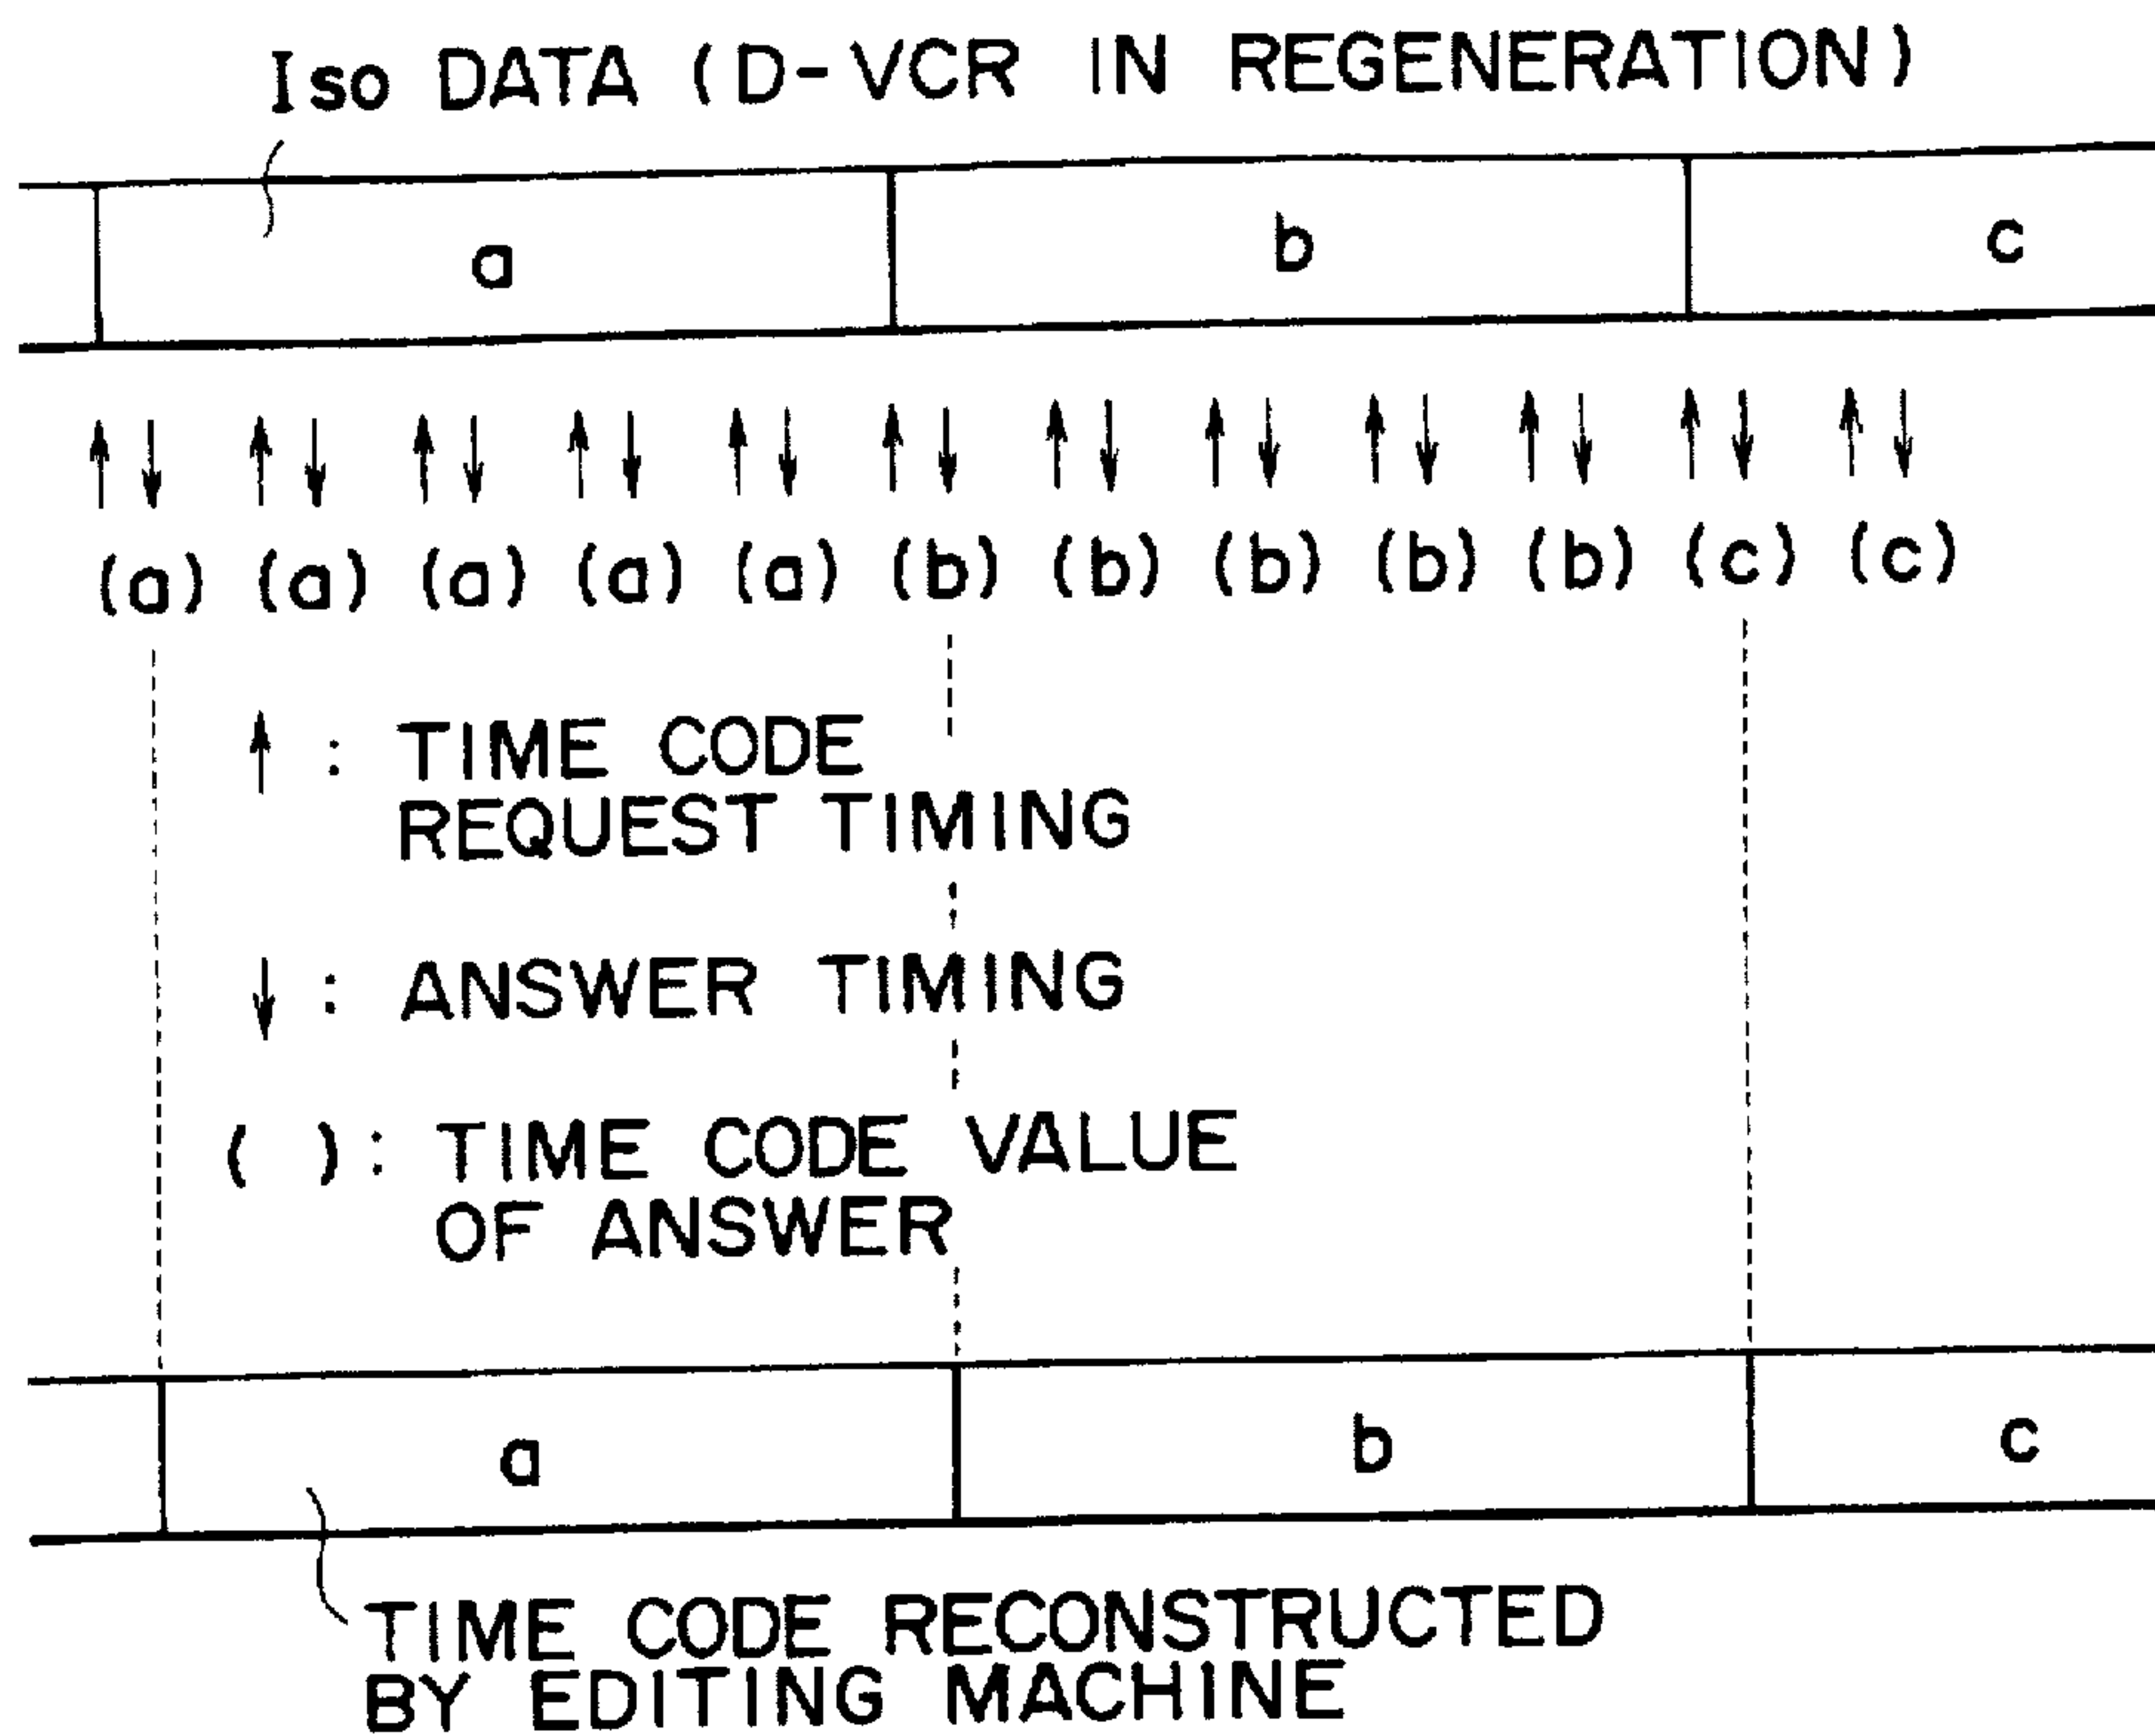 Iso DATA (D-VCR IN REGENERATION)
a b c
↑ ↓ ↑ ↓ ↑ ↓ ↑ ↓ ↑ ↓ ↑ ↓ ↑ ↓ ↑ ↓ ↑ ↓ ↑ ↓ ↑ ↓ ↑ ↓
(a) (a) (a) (a) (a) (b) (b) (b) (b) (b) (c) (c)
↑ : TIME CODE
REQUEST TIMING
↓ : ANSWER TIMING
( ) : TIME CODE VALUE
OF ANSWER
a b c
TIME CODE RECONSTRUCTED
BY EDITING MACHINE